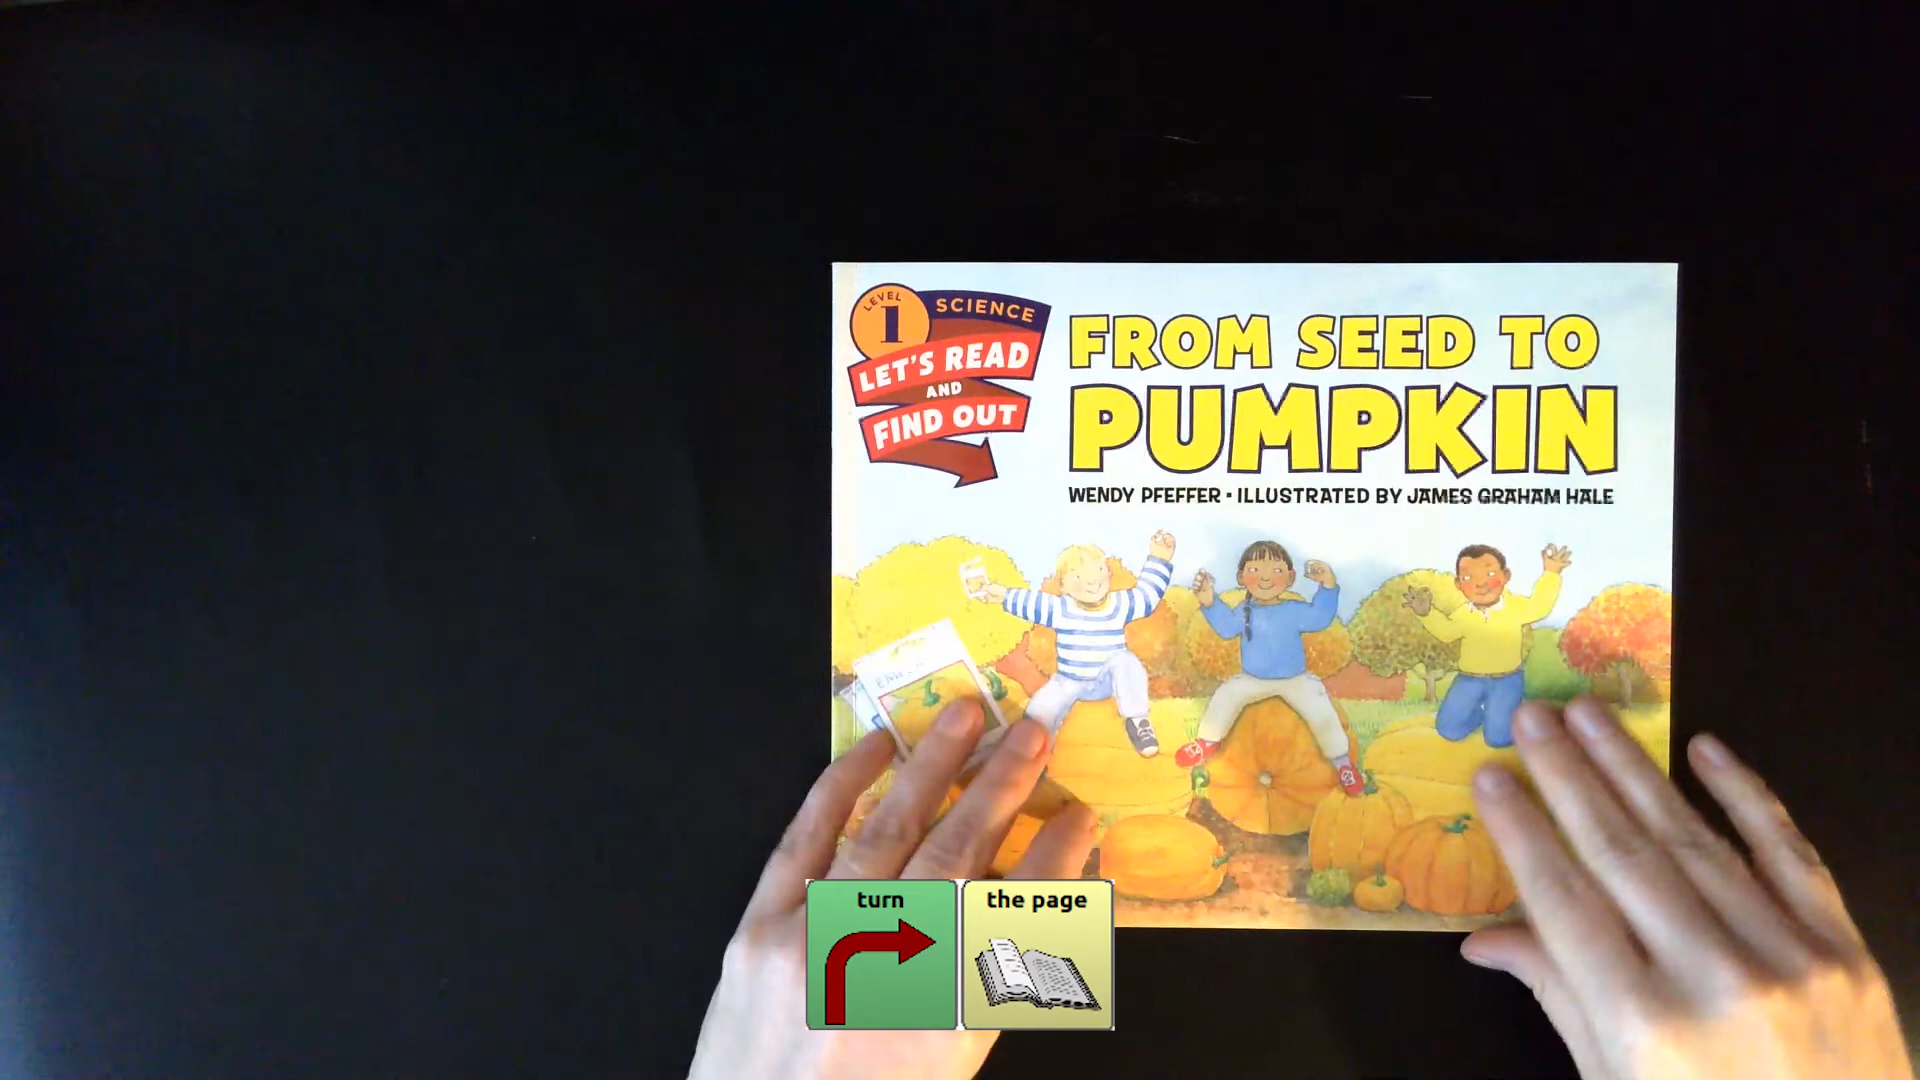 LEVEL
1
SCIENCE
LET'S READ
AND
FIND OUT
FROM SEED TO
PUMPKIN
WENDY PFEFFER • ILLUSTRATED BY JAMES GRAHAM HALE
turn
the page